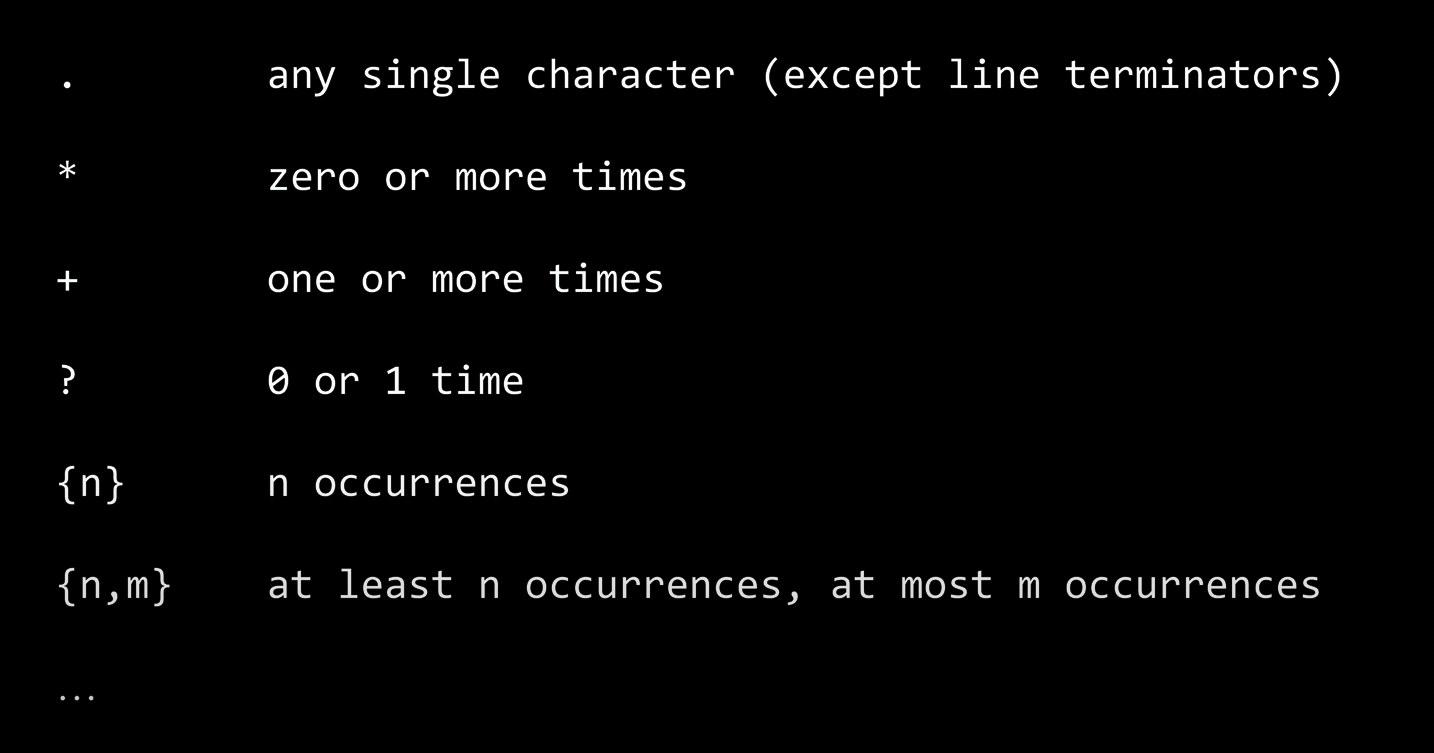 . any single character (except line terminators)
* zero or more times
+ one or more times
? 0 or 1 time
{n} n occurrences
{n,m} at least n occurrences, at most m occurrences
...